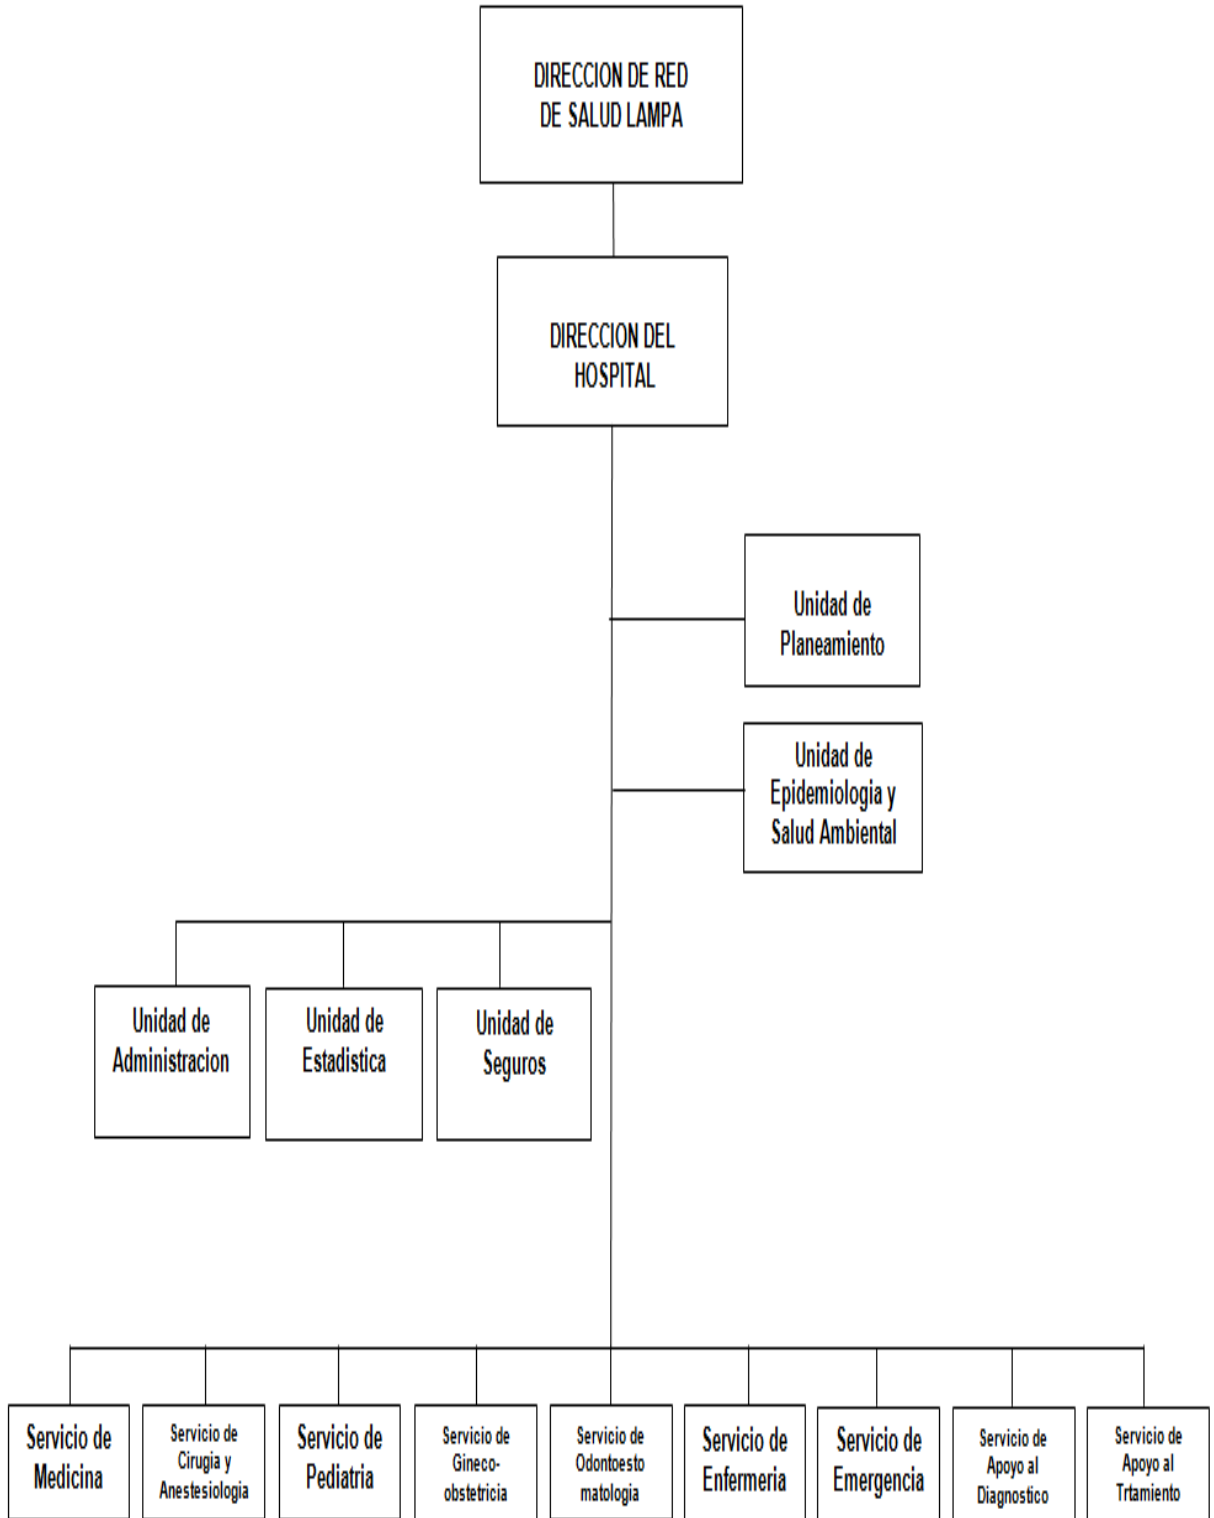 DIRECCION DE RED
DE SALUD LAMPA
DIRECCION DEL
HOSPITAL
Unidad de
Planeamiento
Unidad de
Epidemiologia y
Salud Ambiental
Unidad de
Administracion
Unidad de
Estadistica
Unidad de
Seguros
Servicio de
Medicina
Servicio de
Cirugia y
Anestesiologia
Servicio de
Pediatria
Servicio de
Gineco-
obstetricia
Servicio de
Odontoesto
matologia
Servicio de
Enfermeria
Servicio de
Emergencia
Servicio de
Apoyo al
Diagnostico
Servicio de
Apoyo al
Trtamiento